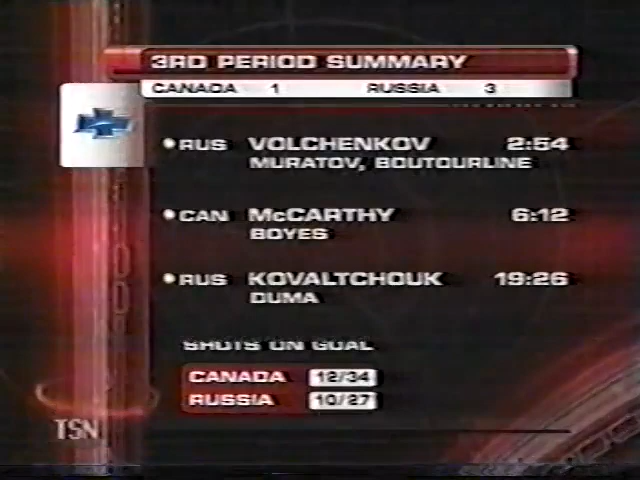 3RD PERIOD SUMMARY
CANADA 1 RUSSIA 3
• RUS VOLCHENKOV 2:54
MURATOV, BOUTOURLINE
• CAN McCARTHY 6:12
BOYES
• RUS KOVALTCHOUK 19:26
DUMA
SHOTS ON GOAL
CANADA 12/34
RUSSIA 10/27
TSN